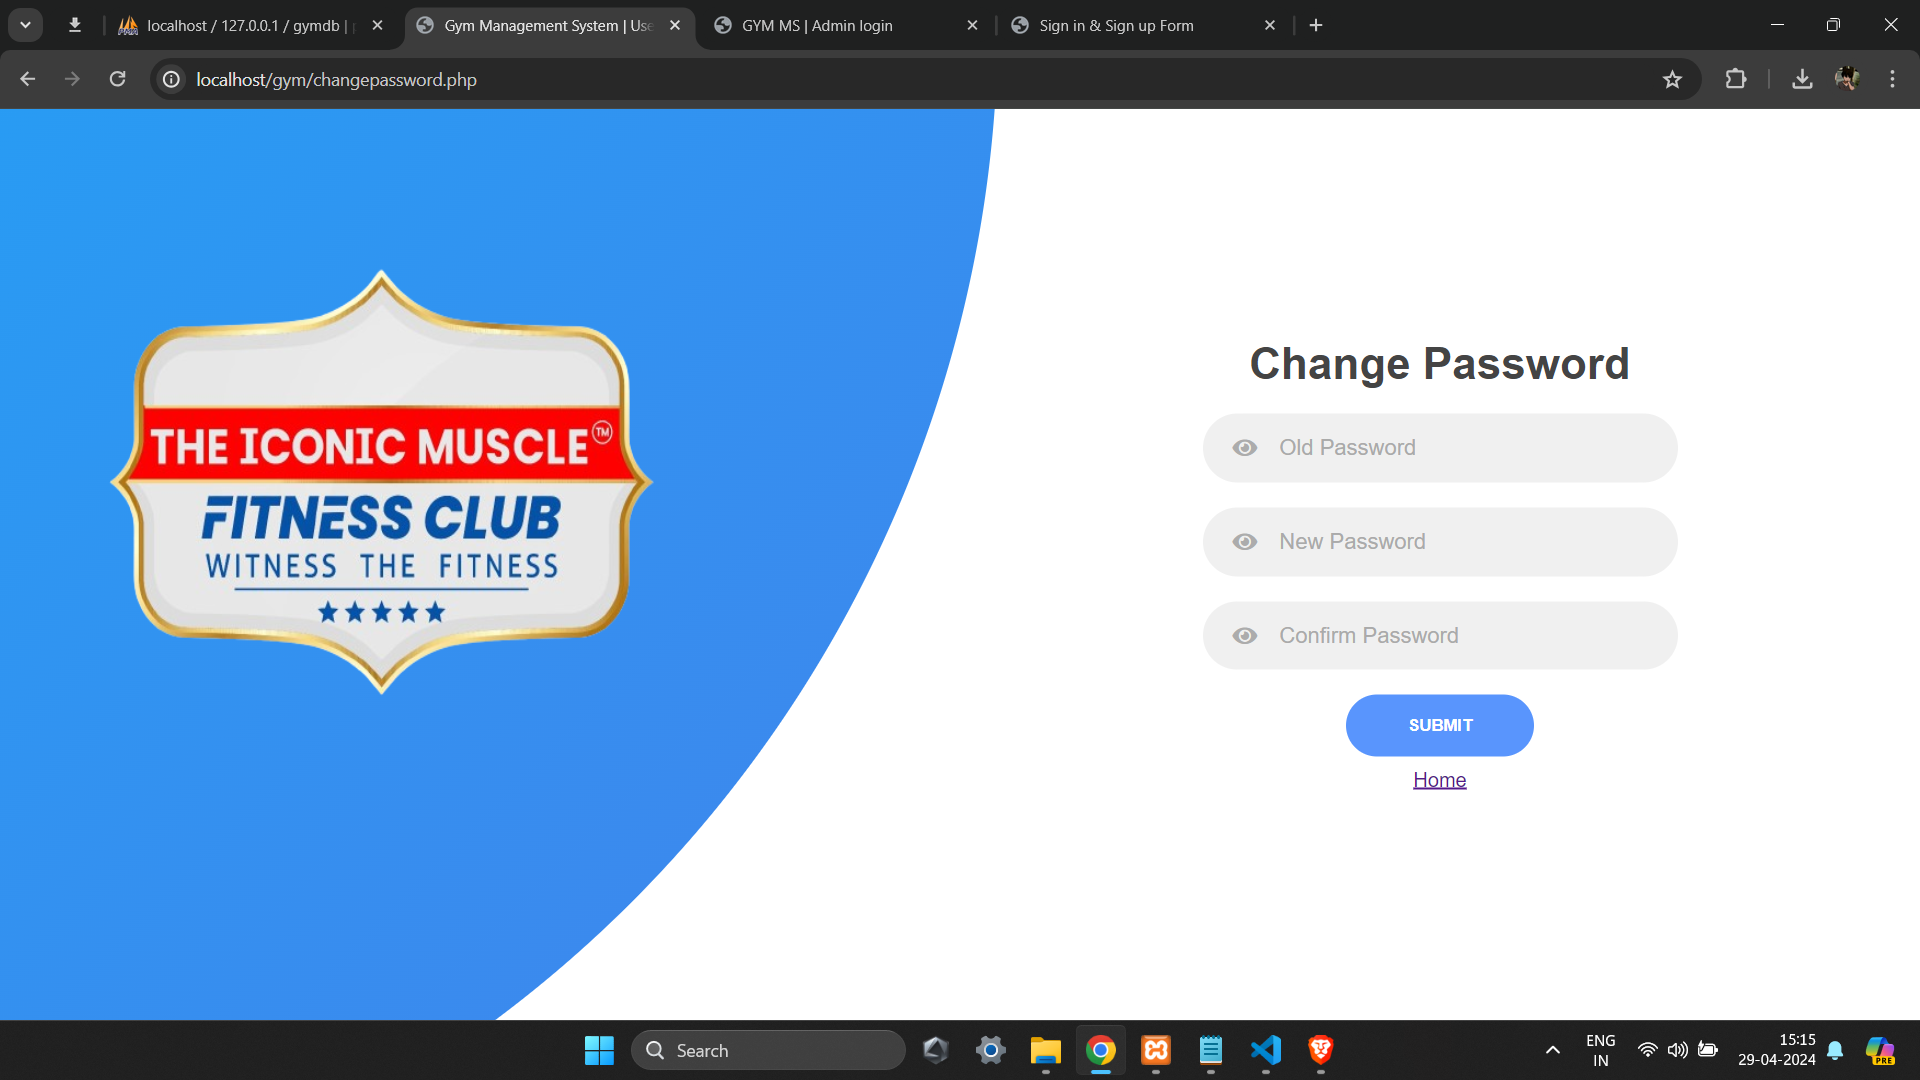 localhost / 127.0.0.1 / gymdb |
Gym Management System | Use
GYM MS | Admin login
Sign in & Sign up Form
localhost/gym/changepassword.php
THE ICONIC MUSCLE™
FITNESS CLUB
WITNESS THE FITNESS
Change Password
Old Password
New Password
Confirm Password
SUBMIT
Home
Search
ENG
IN
15:15
29-04-2024
PRE